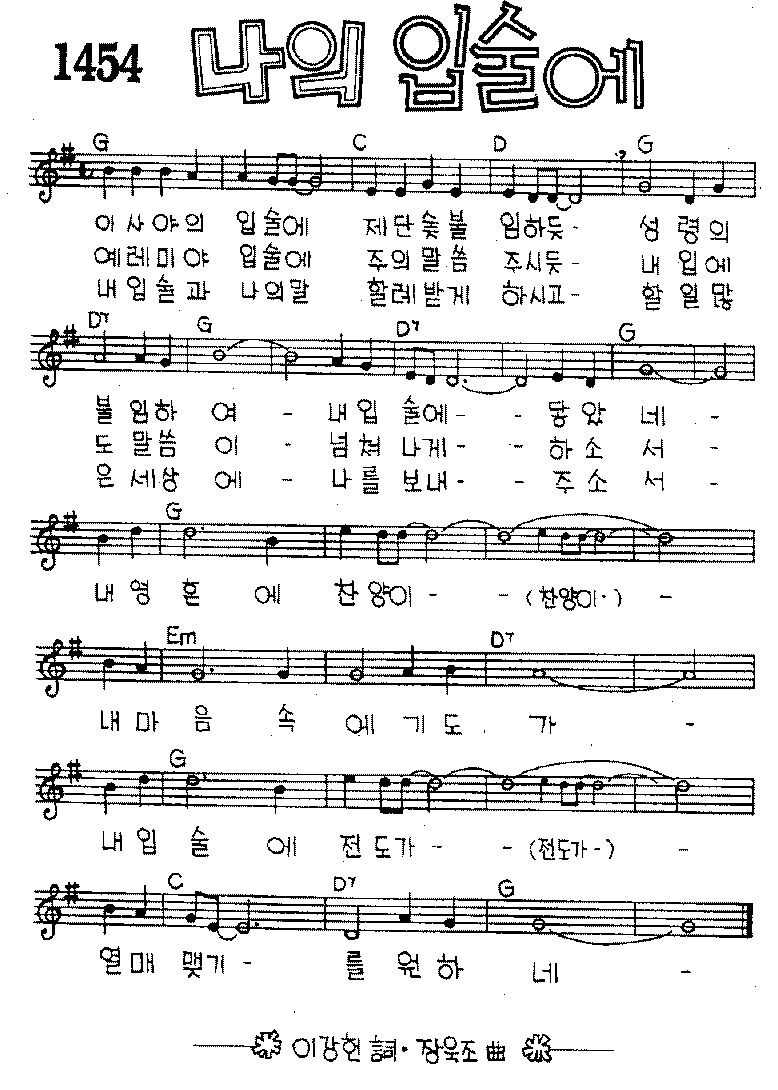 1454 나의 입술에
G C D G
이사야의 입술에 제단숯불 임하듯- 성령의
예레미야 입술에 주의말씀 주시듯- 내입에
내입술과 나의말 할례받게 하시고- 할일많
D7 G D7 G
불임하 여 - 내입 술에- - 닿았 네 -
도말씀 이 - 넘쳐 나게- - 하소 서 -
은세상 에 - 나를 보내- - 주소 서 -
G
내영혼 에 찬양이- - (찬양이-) -
Em D7
내마음 속 에기도 가 -
G
내입술 에 전도가- - (전도가-) -
C D7 G
열매 맺기- 를 원하 네 -
이강헌 詞·장욱조 曲